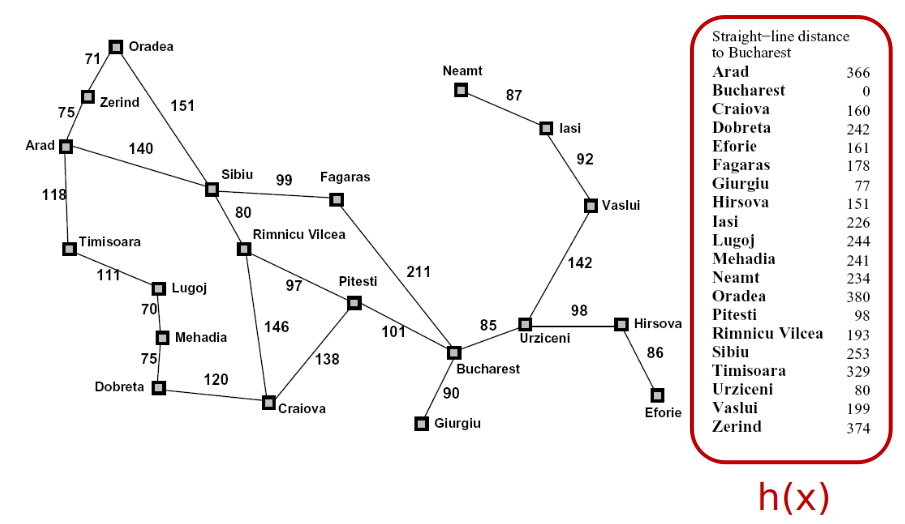 71
Oradea
Neamt
87
Zerind
151
75
Iasi
Arad
140
92
Sibiu
99
Fagaras
118
80
Vaslui
Timisoara
Rimnicu Vilcea
142
111
Lugoj
97
Pitesti
211
70
98
Hirsova
Mehadia
146
101
85
Urziceni
75
138
86
Dobreta
120
Bucharest
90
Craiova
Eforie
Giurgiu
Straight−line distance
to Bucharest
Arad 366
Bucharest 0
Craiova 160
Dobreta 242
Eforie 161
Fagaras 178
Giurgiu 77
Hirsova 151
Iasi 226
Lugoj 244
Mehadia 241
Neamt 234
Oradea 380
Pitesti 98
Rimnicu Vilcea 193
Sibiu 253
Timisoara 329
Urziceni 80
Vaslui 199
Zerind 374
h(x)